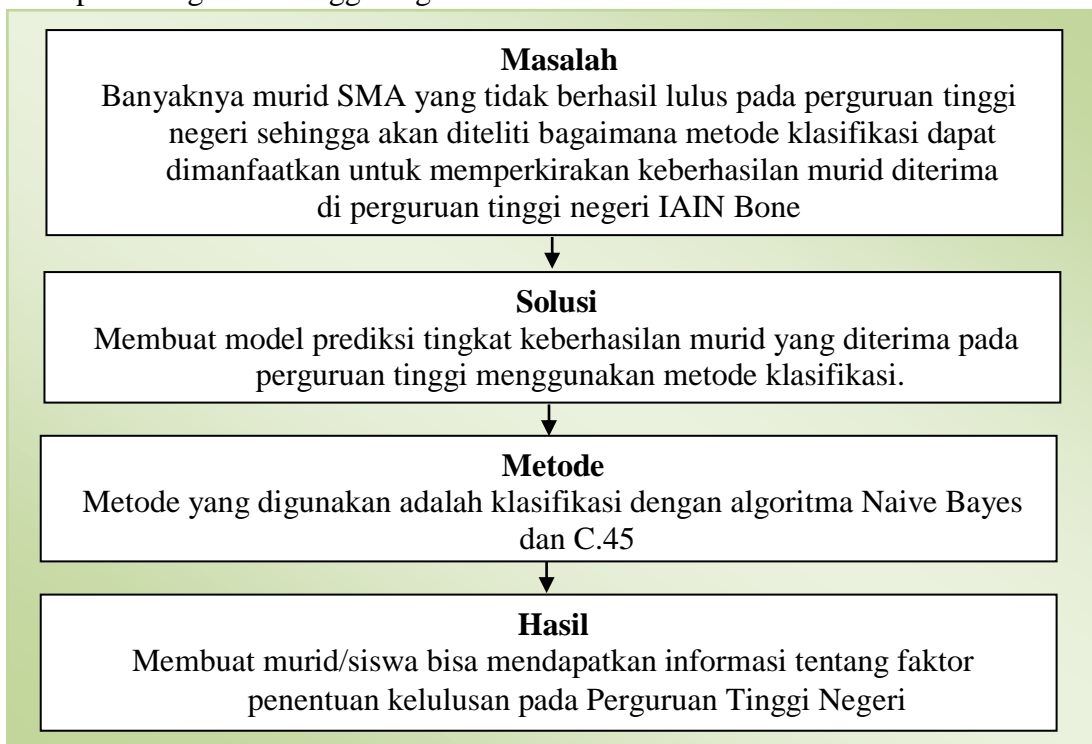 Masalah
Banyaknya murid SMA yang tidak berhasil lulus pada perguruan tinggi
negeri sehingga akan diteliti bagaimana metode klasifikasi dapat
dimanfaatkan untuk memperkirakan keberhasilan murid diterima
di perguruan tinggi negeri IAIN Bone
Solusi
Membuat model prediksi tingkat keberhasilan murid yang diterima pada
perguruan tinggi menggunakan metode klasifikasi.
Metode
Metode yang digunakan adalah klasifikasi dengan algoritma Naive Bayes
dan C.45
Hasil
Membuat murid/siswa bisa mendapatkan informasi tentang faktor
penentuan kelulusan pada Perguruan Tinggi Negeri